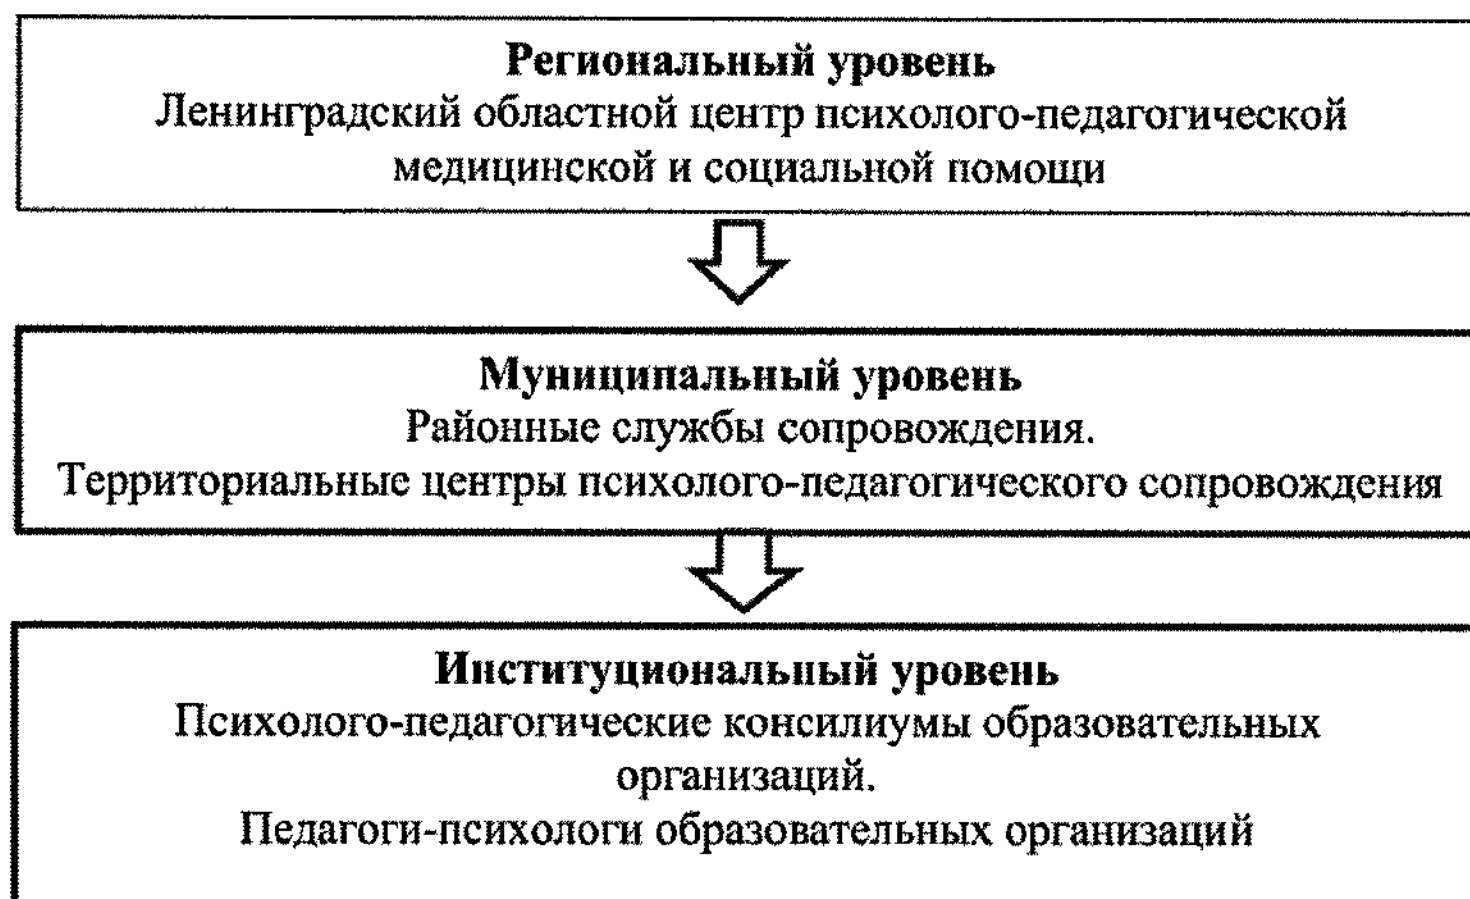 Региональный уровень
Ленинградский областной центр психолого-педагогической
медицинской и социальной помощи
Муниципальный уровень
Районные службы сопровождения.
Территориальные центры психолого-педагогического сопровождения
Институциональный уровень
Психолого-педагогические консилиумы образовательных
организаций.
Педагоги-психологи образовательных организаций